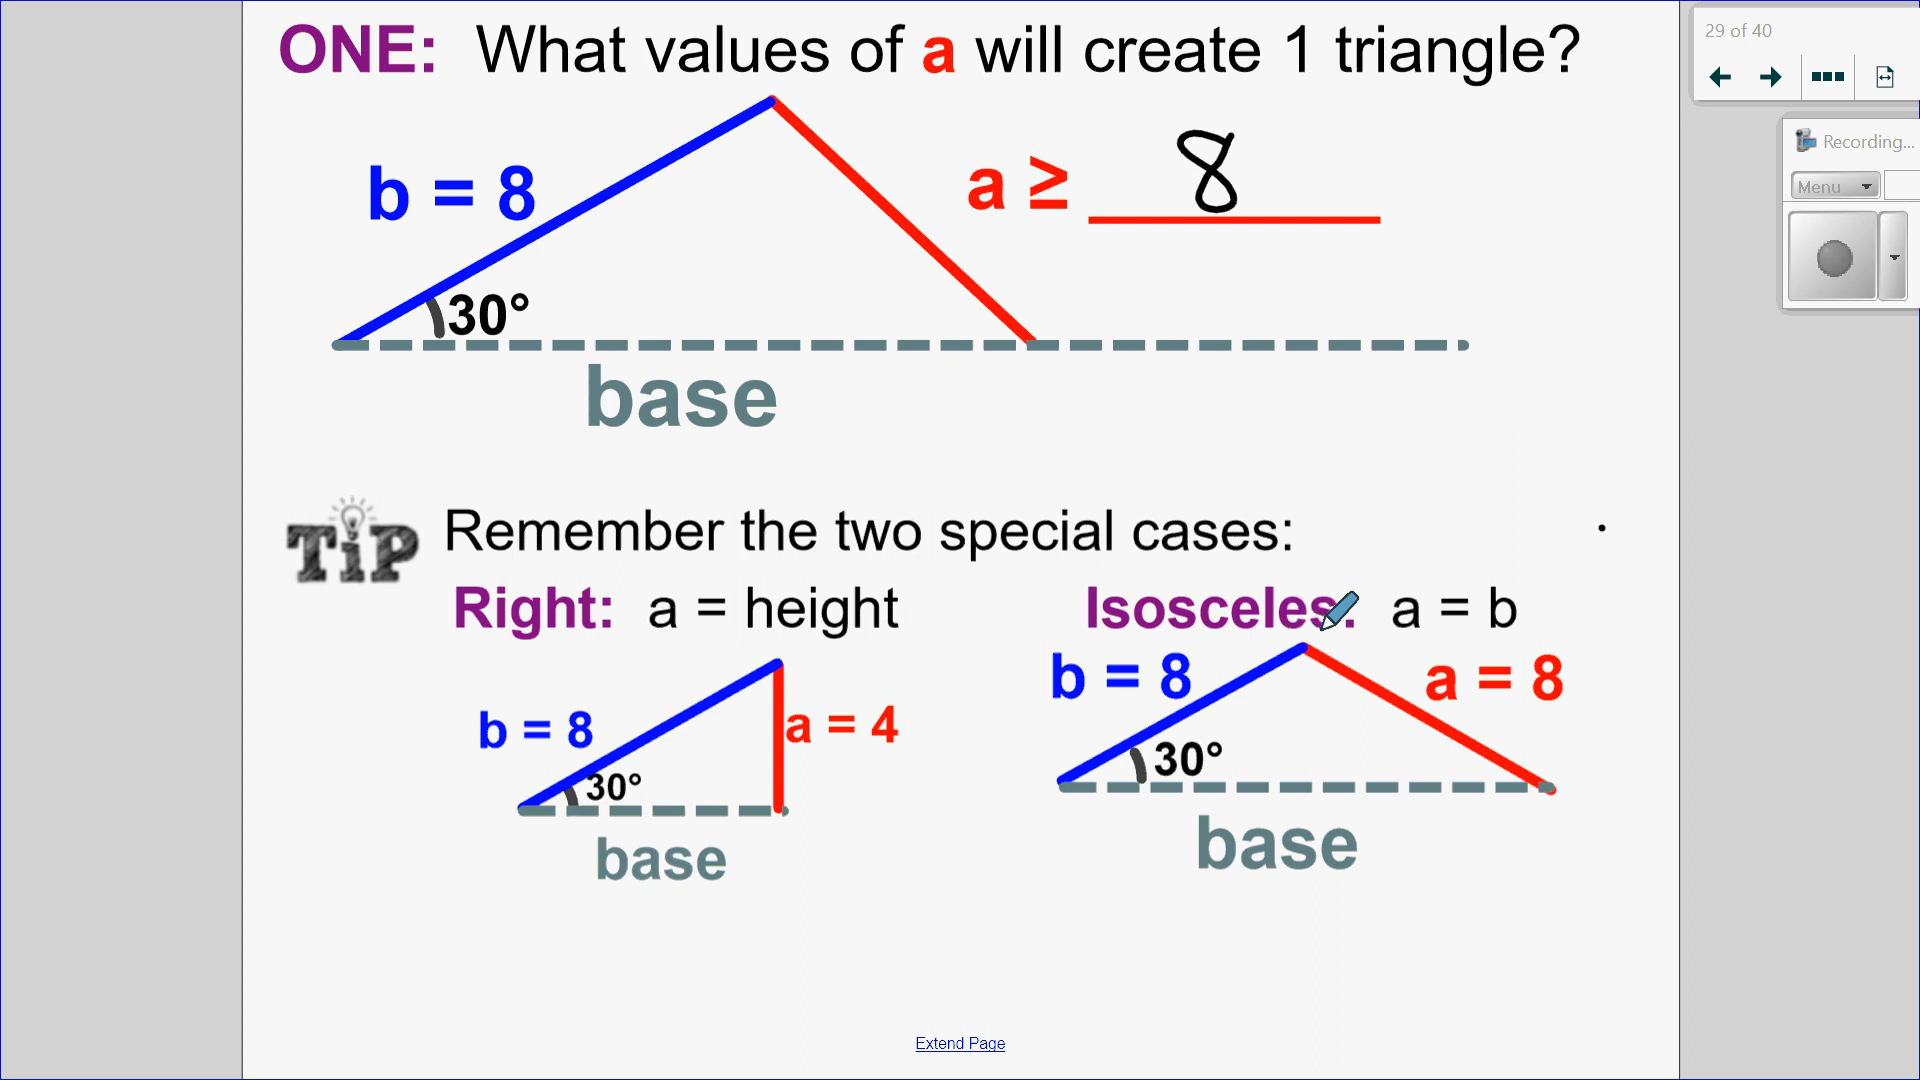 ONE: What values of a will create 1 triangle?
29 of 40
Recording...
Menu
b = 8
a ≥ 8
30°
base
TiP Remember the two special cases:
Right: a = height
Isosceles: a = b
b = 8
a = 4
30°
base
b = 8
a = 8
30°
base
Extend Page